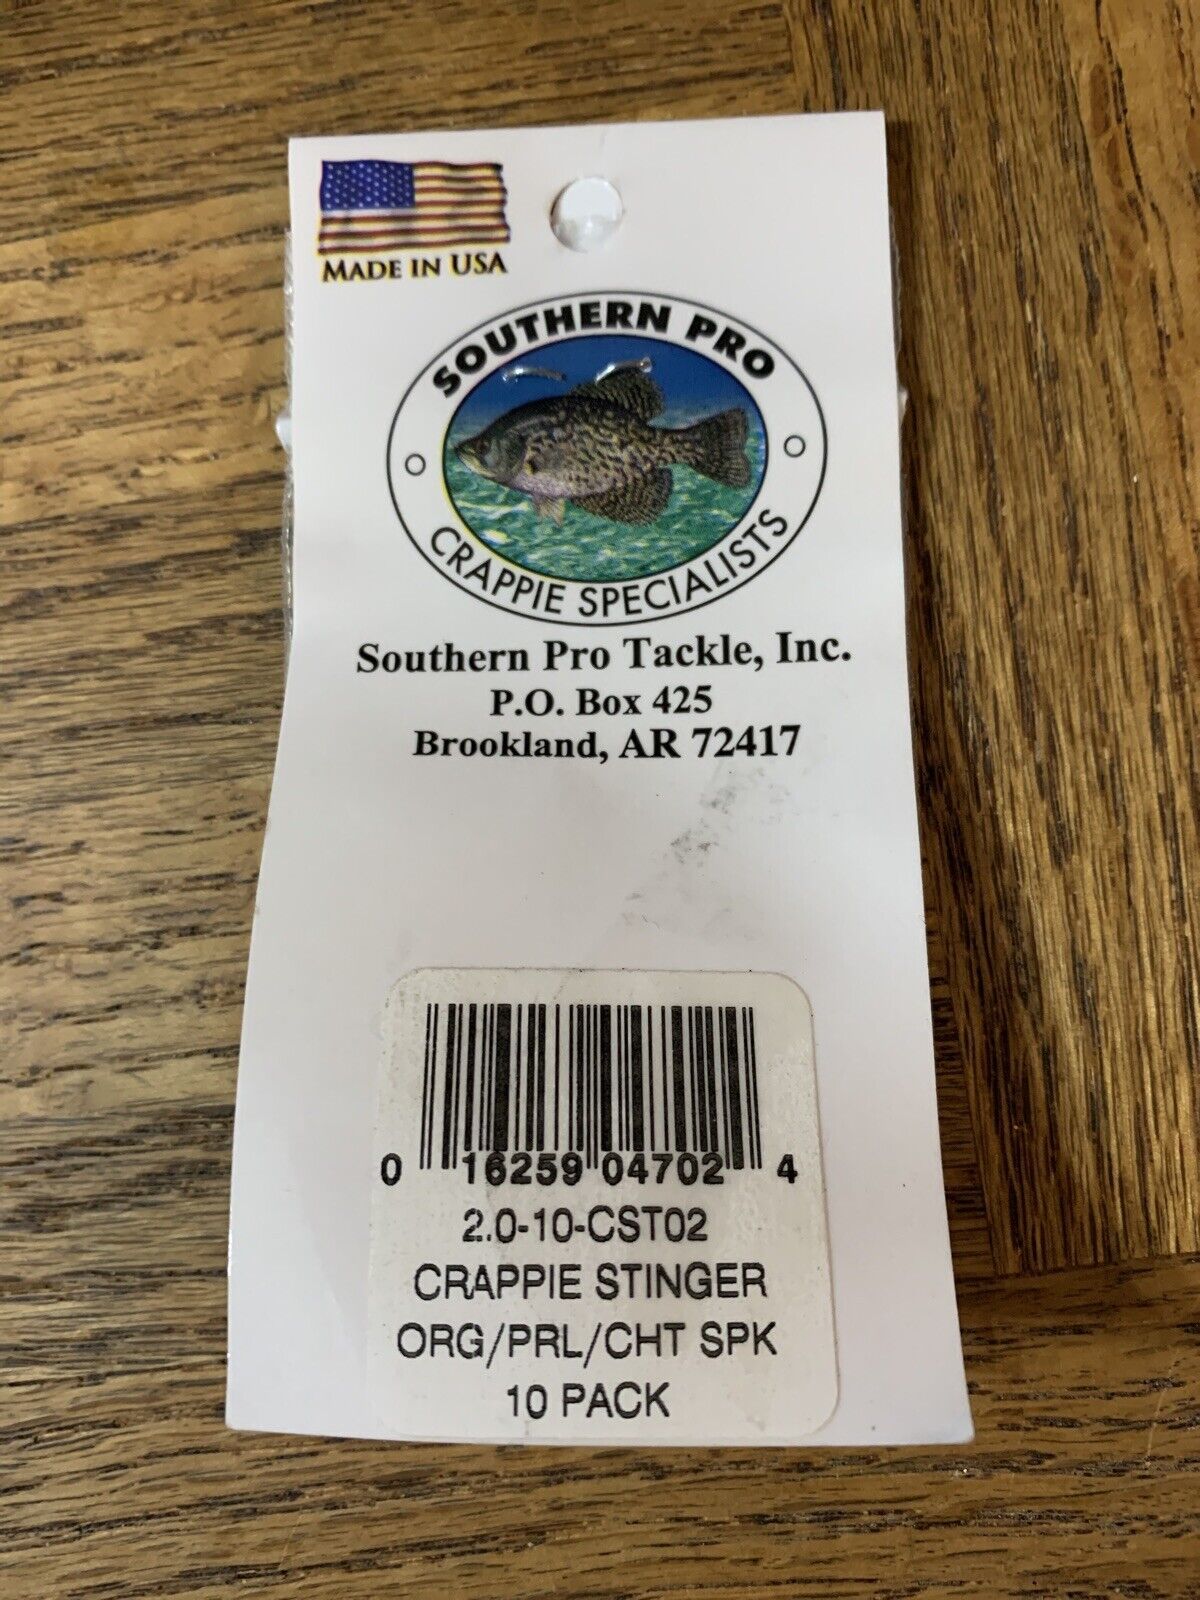 MADE IN USA
SOUTHERN PRO
CRAPPIE SPECIALISTS
Southern Pro Tackle, Inc.
P.O. Box 425
Brookland, AR 72417
0 16259 04702 4
2.0-10-CST02
CRAPPIE STINGER
ORG/PRL/CHT SPK
10 PACK